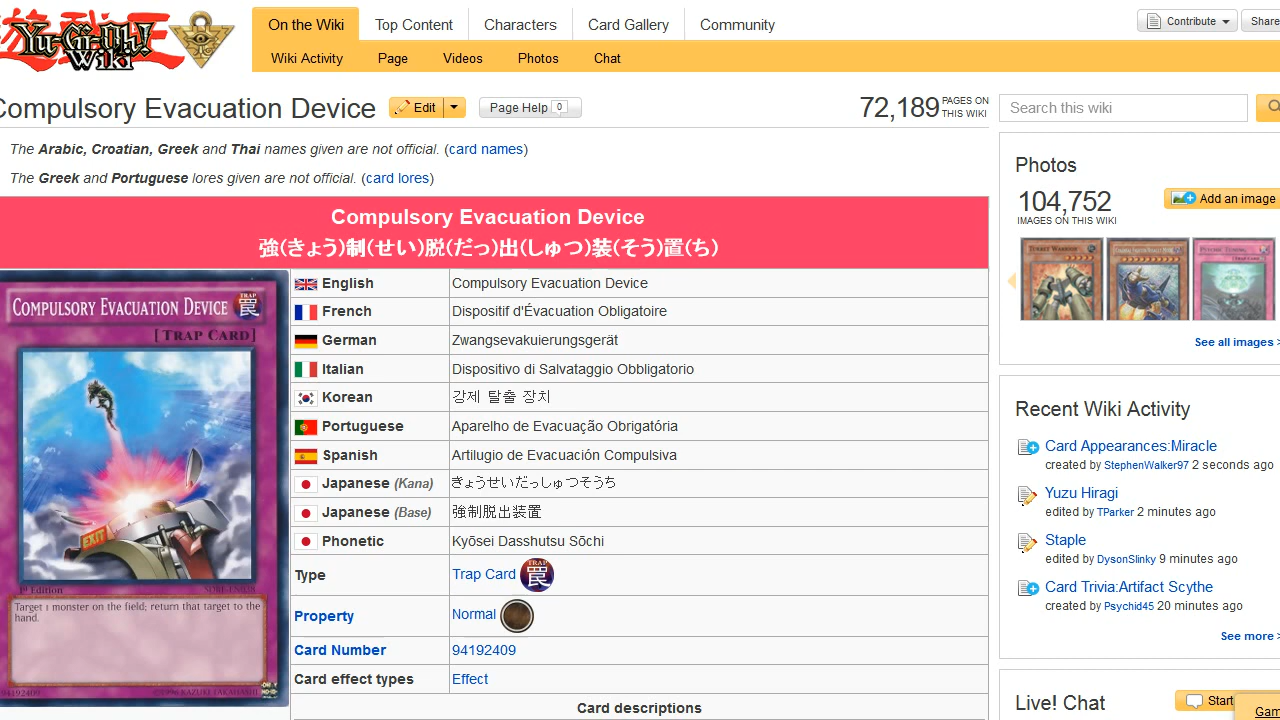 Yu-Gi-Oh!
Wiki
On the Wiki
Top Content
Characters
Card Gallery
Community
Contribute
Share
Wiki Activity
Page
Videos
Photos
Chat
Compulsory Evacuation Device
Edit
Page Help 0
72,189 PAGES ON THIS WIKI
Search this wiki
The Arabic, Croatian, Greek and Thai names given are not official. (card names)
The Greek and Portuguese lores given are not official. (card lores)
Compulsory Evacuation Device
強(きょう)制(せい)脱(だっ)出(しゅつ)装(そう)置(ち)
COMPULSORY EVACUATION DEVICE
TRAP
罠
[TRAP CARD]
EXIT
1st Edition
Target 1 monster on the field; return that target to the
hand.
94192409
©1996 KAZUKI TAKAHASHI
English Compulsory Evacuation Device
French Dispositif d'Évacuation Obligatoire
German Zwangsevakuierungsgerät
Italian Dispositivo di Salvataggio Obbligatorio
Korean 강제 탈출 장치
Portuguese Aparelho de Evacuação Obrigatória
Spanish Artilugio de Evacuación Compulsiva
Japanese (Kana) きょうせいだっしゅつそうち
Japanese (Base) 強制脱出装置
Phonetic Kyōsei Dasshutsu Sōchi
Type Trap Card TRAP 罠
Property Normal
Card Number 94192409
Card effect types Effect
Card descriptions
Photos
104,752
IMAGES ON THIS WIKI
Add an image
See all images >
Recent Wiki Activity
Card Appearances:Miracle
created by StephenWalker97 2 seconds ago
Yuzu Hiragi
edited by TParker 2 minutes ago
Staple
edited by DysonSlinky 9 minutes ago
Card Trivia:Artifact Scythe
created by Psychid45 20 minutes ago
See more >
Live! Chat
Start